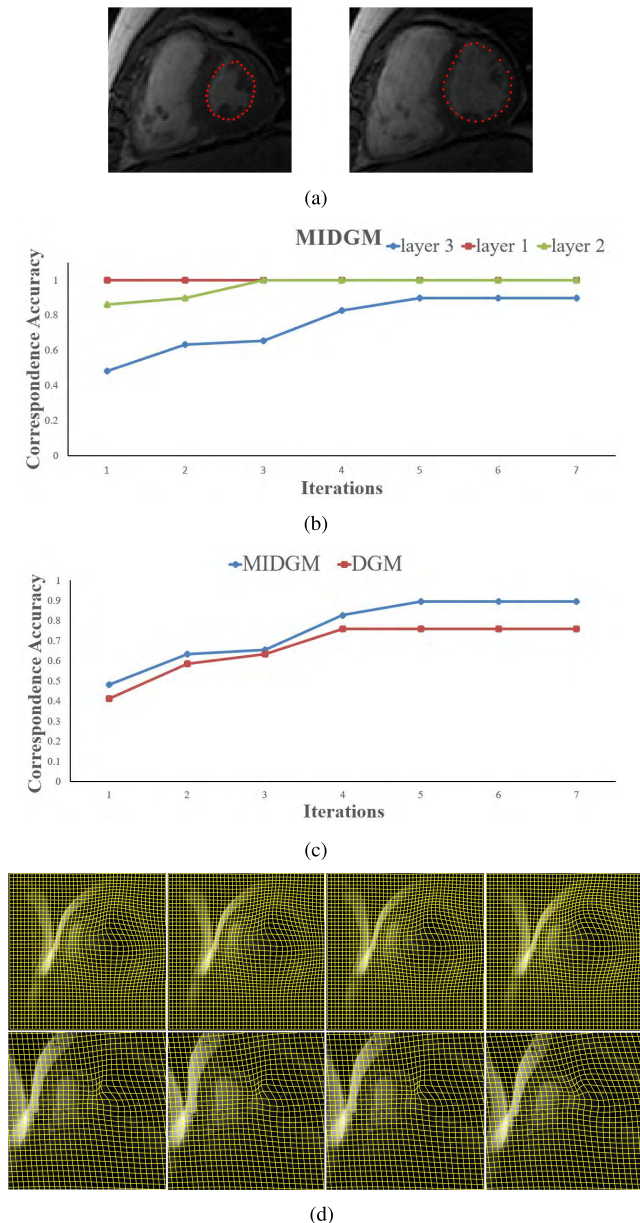 (a)
MIDGM
layer 3 layer 1 layer 2
Correspondence Accuracy
1
0.8
0.6
0.4
0.2
0
1 2 3 4 5 6 7
Iterations
(b)
MIDGM DGM
Correspondence Accuracy
1
0.9
0.8
0.7
0.6
0.5
0.4
0.3
0.2
0.1
0
1 2 3 4 5 6 7
Iterations
(c)
(d)